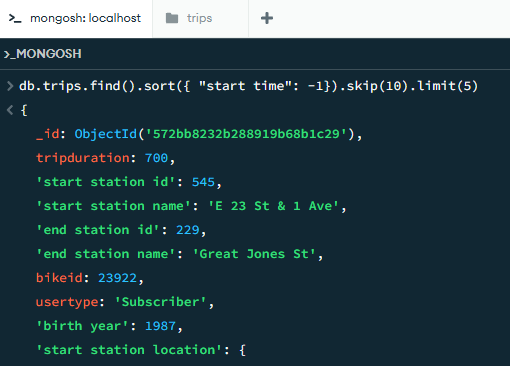 >_ mongosh: localhost
trips
+
>_MONGOSH
> db.trips.find().sort({ "start time": -1}).skip(10).limit(5)
< {
_id: ObjectId('572bb8232b288919b68b1c29'),
tripduration: 700,
'start station id': 545,
'start station name': 'E 23 St & 1 Ave',
'end station id': 229,
'end station name': 'Great Jones St',
bikeid: 23922,
usertype: 'Subscriber',
'birth year': 1987,
'start station location': {